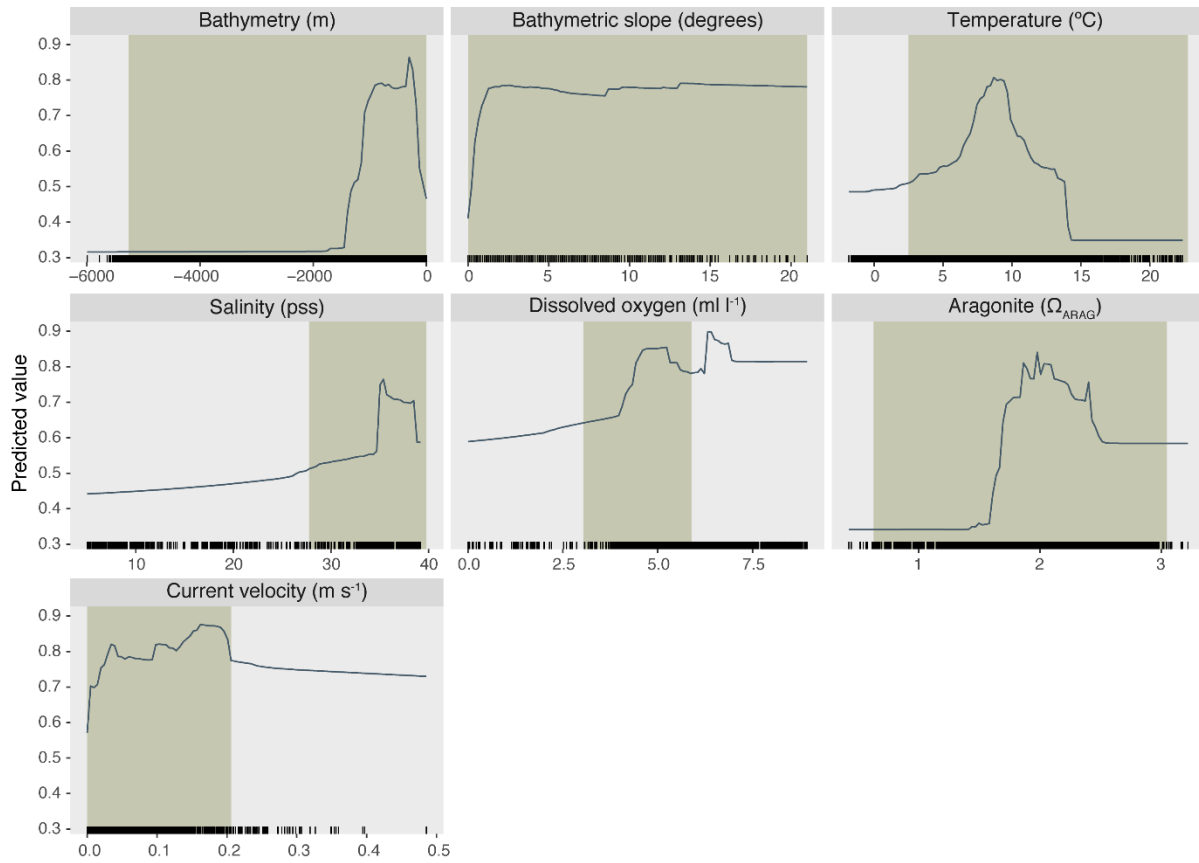 Bathymetry (m)
Bathymetric slope (degrees)
Temperature (ºC)
0.9
0.8
0.7
0.6
0.5
0.4
0.3
−6000 −4000 −2000 0
0 5 10 15 20
0 5 10 15 20
Salinity (pss)
Dissolved oxygen (ml l⁻¹)
Aragonite (Ω_ARAG)
Predicted value
0.9
0.8
0.7
0.6
0.5
0.4
0.3
10 20 30 40
0.0 2.5 5.0 7.5
1 2 3
Current velocity (m s⁻¹)
0.9
0.8
0.7
0.6
0.5
0.4
0.3
0.0 0.1 0.2 0.3 0.4 0.5